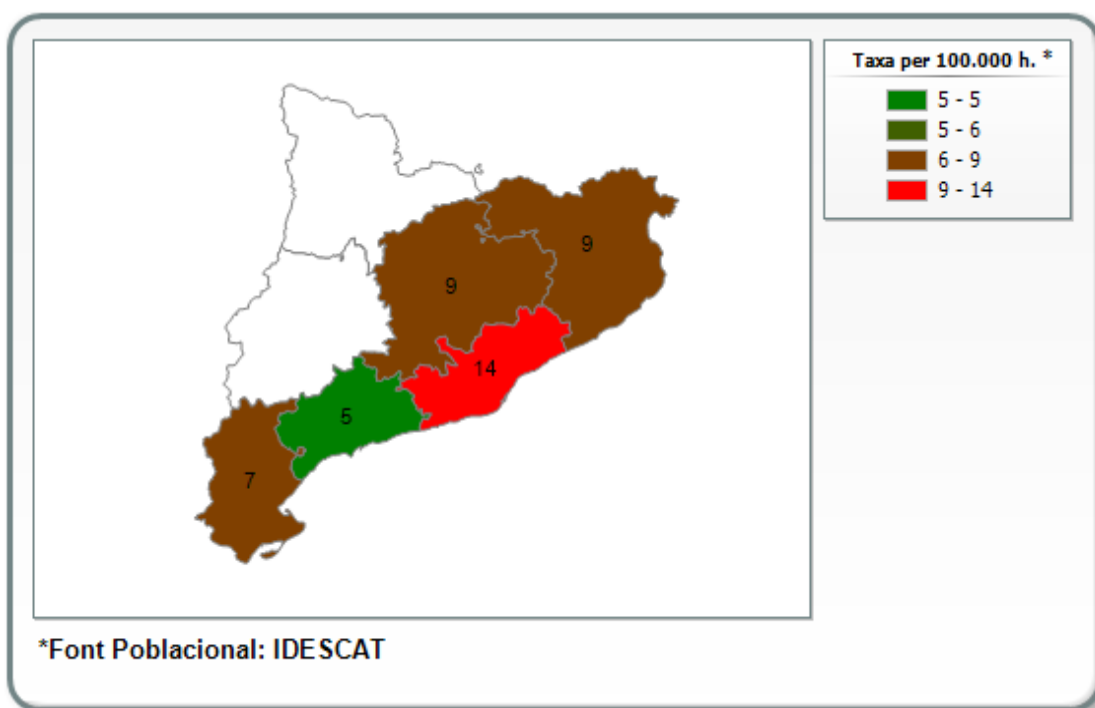 Taxa per 100.000 h. *
5 - 5
5 - 6
6 - 9
9 - 14
9
9
14
5
7
*Font Poblacional: IDESCAT